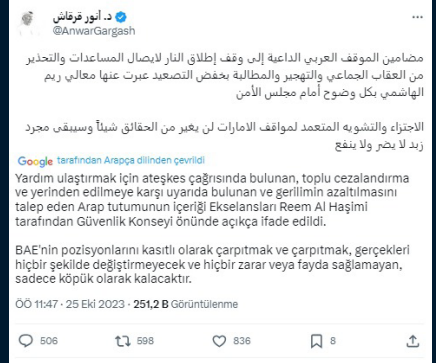 د. أنور قرقاش
@AnwarGargash
مضامين الموقف العربي الداعية إلى وقف إطلاق النار لايصال المساعدات والتحذير
من العقاب الجماعي والتهجير والمطالبة بخفض التصعيد عبرت عنها معالي ريم
الهاشمي بكل وضوح أمام مجلس الأمن
الاجتزاء والتشويه المتعمد لمواقف الامارات لن يغير من الحقائق شيئاً وسيبقى مجرد
زبد لا يضر ولا ينفع
Google tarafından Arapça dilinden çevrildi
Yardım ulaştırmak için ateşkes çağrısında bulunan, toplu cezalandırma
ve yerinden edilmeye karşı uyarıda bulunan ve gerilimin azaltılmasını
talep eden Arap tutumunun içeriği Ekselansları Reem Al Haşimi
tarafından Güvenlik Konseyi önünde açıkça ifade edildi.
BAE'nin pozisyonlarını kasıtlı olarak çarpıtmak ve çarpıtmak, gerçekleri
hiçbir şekilde değiştirmeyecek ve hiçbir zarar veya fayda sağlamayan,
sadece köpük olarak kalacaktır.
ÖÖ 11:47 · 25 Eki 2023 · 251,2 B Görüntülenme
506 598 836 8